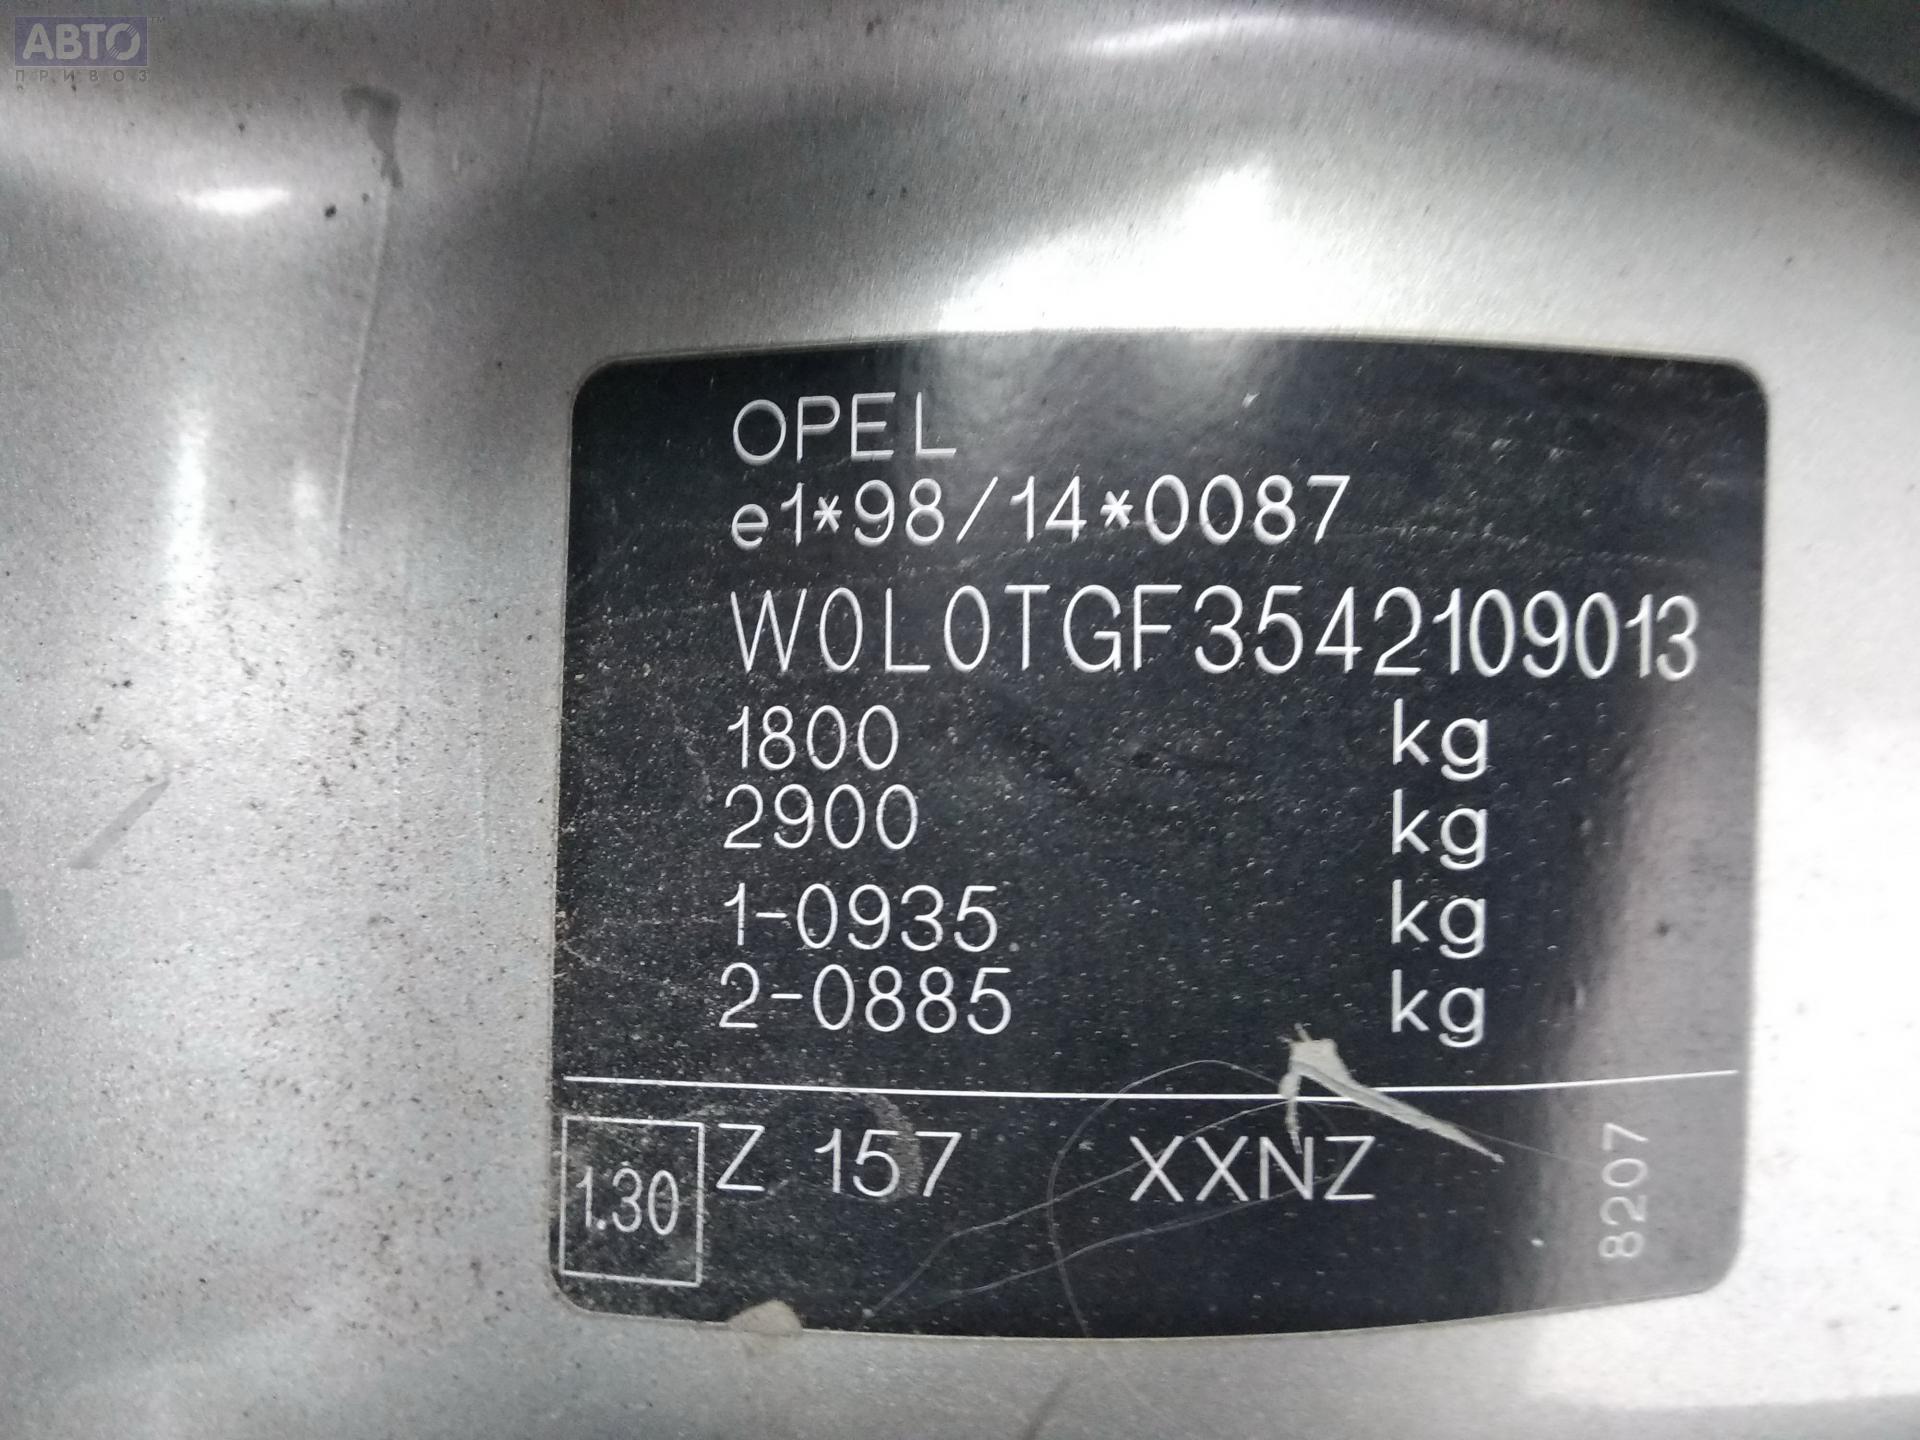 АВТО
ПРИВОЗ
OPEL
e1*98/14*0087
W0L0TGF3542109013
1800 kg
2900 kg
1-0935 kg
2-0885 kg
1.30 Z 157 XXNZ
8207